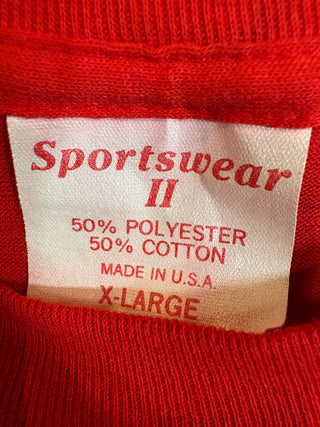 Sportswear
II
50% POLYESTER
50% COTTON
MADE IN U.S.A.
X-LARGE